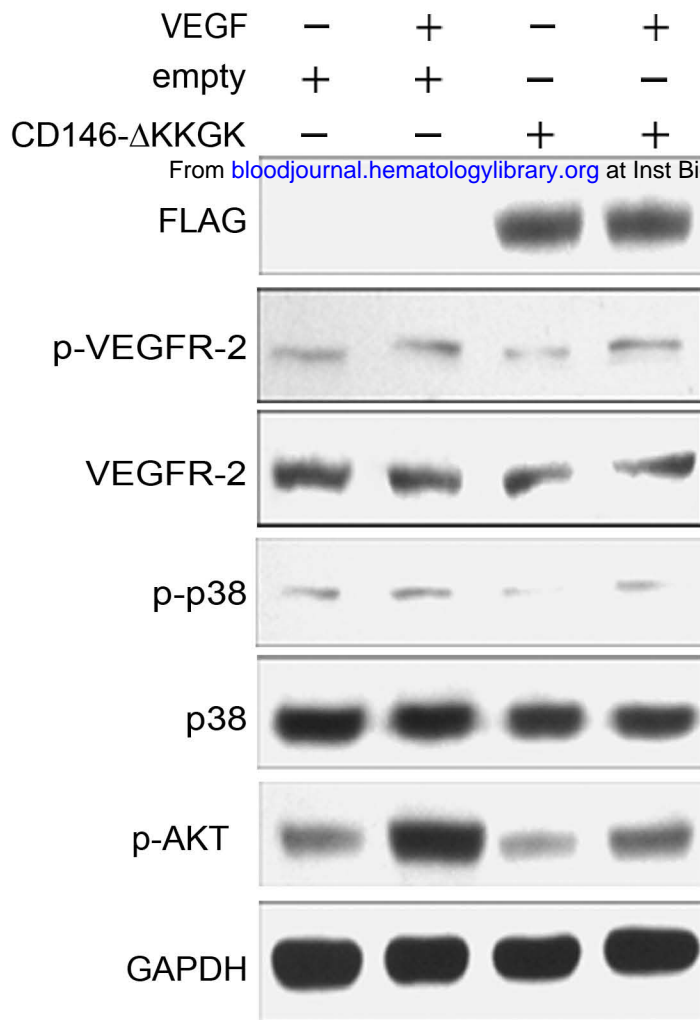 VEGF − + − +
empty + + − −
CD146-ΔKKGK − − + +
From bloodjournal.hematologylibrary.org at Inst Bi
FLAG
p-VEGFR-2
VEGFR-2
p-p38
p38
p-AKT
GAPDH